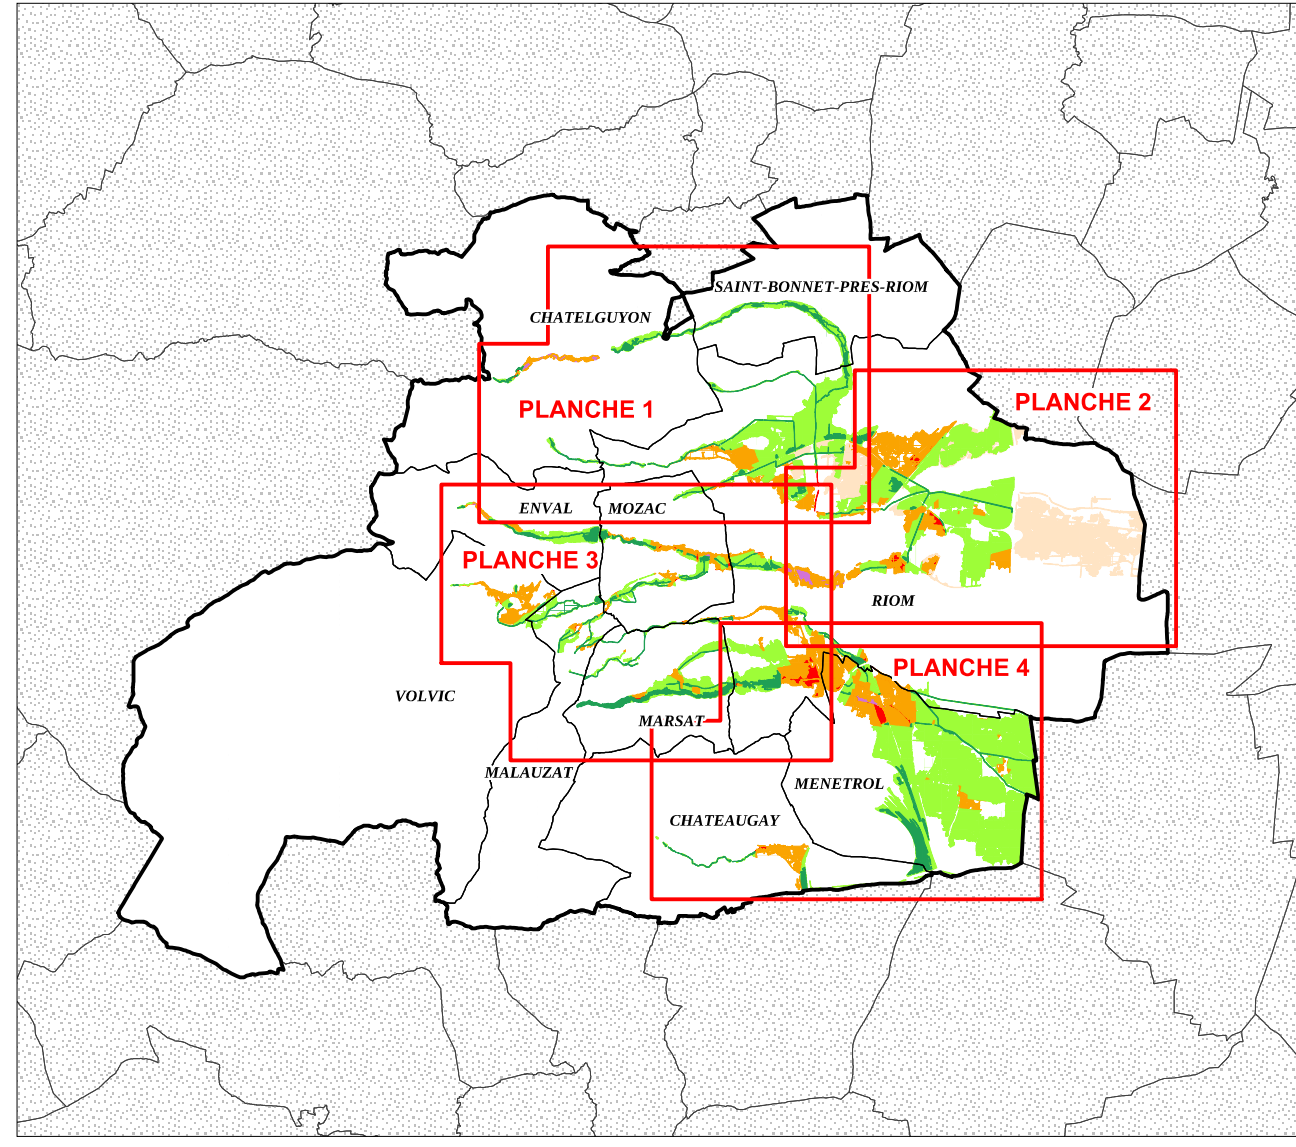 SAINT-BONNET-PRES-RIOM
CHATELGUYON
PLANCHE 1
PLANCHE 2
ENVAL
MOZAC
PLANCHE 3
RIOM
PLANCHE 4
VOLVIC
MARSAT
MALAUZAT
MENETROL
CHATEAUGAY